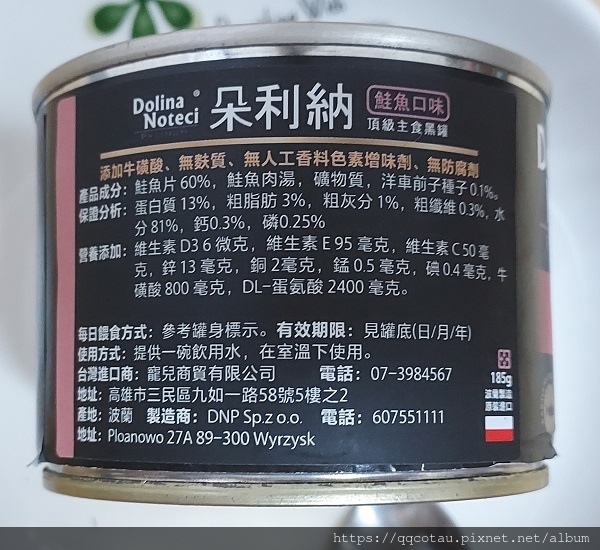 Dolina
Noteci
朵利納
鮭魚口味
頂級主食黑罐
添加牛磺酸、無麩質、無人工香料色素增味劑、無防腐劑
產品成分：鮭魚片 60%，鮭魚肉湯，礦物質，洋車前子種子 0.1%。
保證分析：蛋白質 13%，粗脂肪 3%，粗灰分 1%，粗纖維 0.3%，水
分 81%，鈣0.3%，磷0.25%
營養添加：維生素 D3 6 微克，維生素 E 95 毫克，維生素 C 50 毫
克，鋅 13 毫克，銅 2毫克，錳 0.5 毫克，碘 0.4 毫克，牛
磺酸 800 毫克，DL-蛋氨酸 2400 毫克。
每日餵食方式：參考罐身標示。有效期限：見罐底(日/月/年)
使用方式：提供一碗飲用水，在室溫下使用。
台灣進口商：寵兒商貿有限公司 電話：07-3984567
地址：高雄市三民區九如一路58號5樓之2
產地：波蘭 製造商：DNP Sp.z o.o. 電話：607551111
地址：Ploanowo 27A 89-300 Wyrzysk
185g
波蘭製造
原裝進口
https://qqcotau.pixnet.net/album